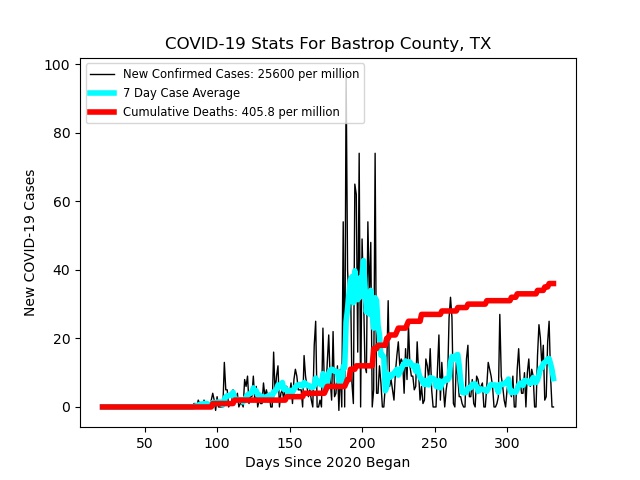 COVID-19 Stats For Bastrop County, TX
New Confirmed Cases: 25600 per million
7 Day Case Average
Cumulative Deaths: 405.8 per million
New COVID-19 Cases
100
80
60
40
20
0
50
100
150
200
250
300
Days Since 2020 Began